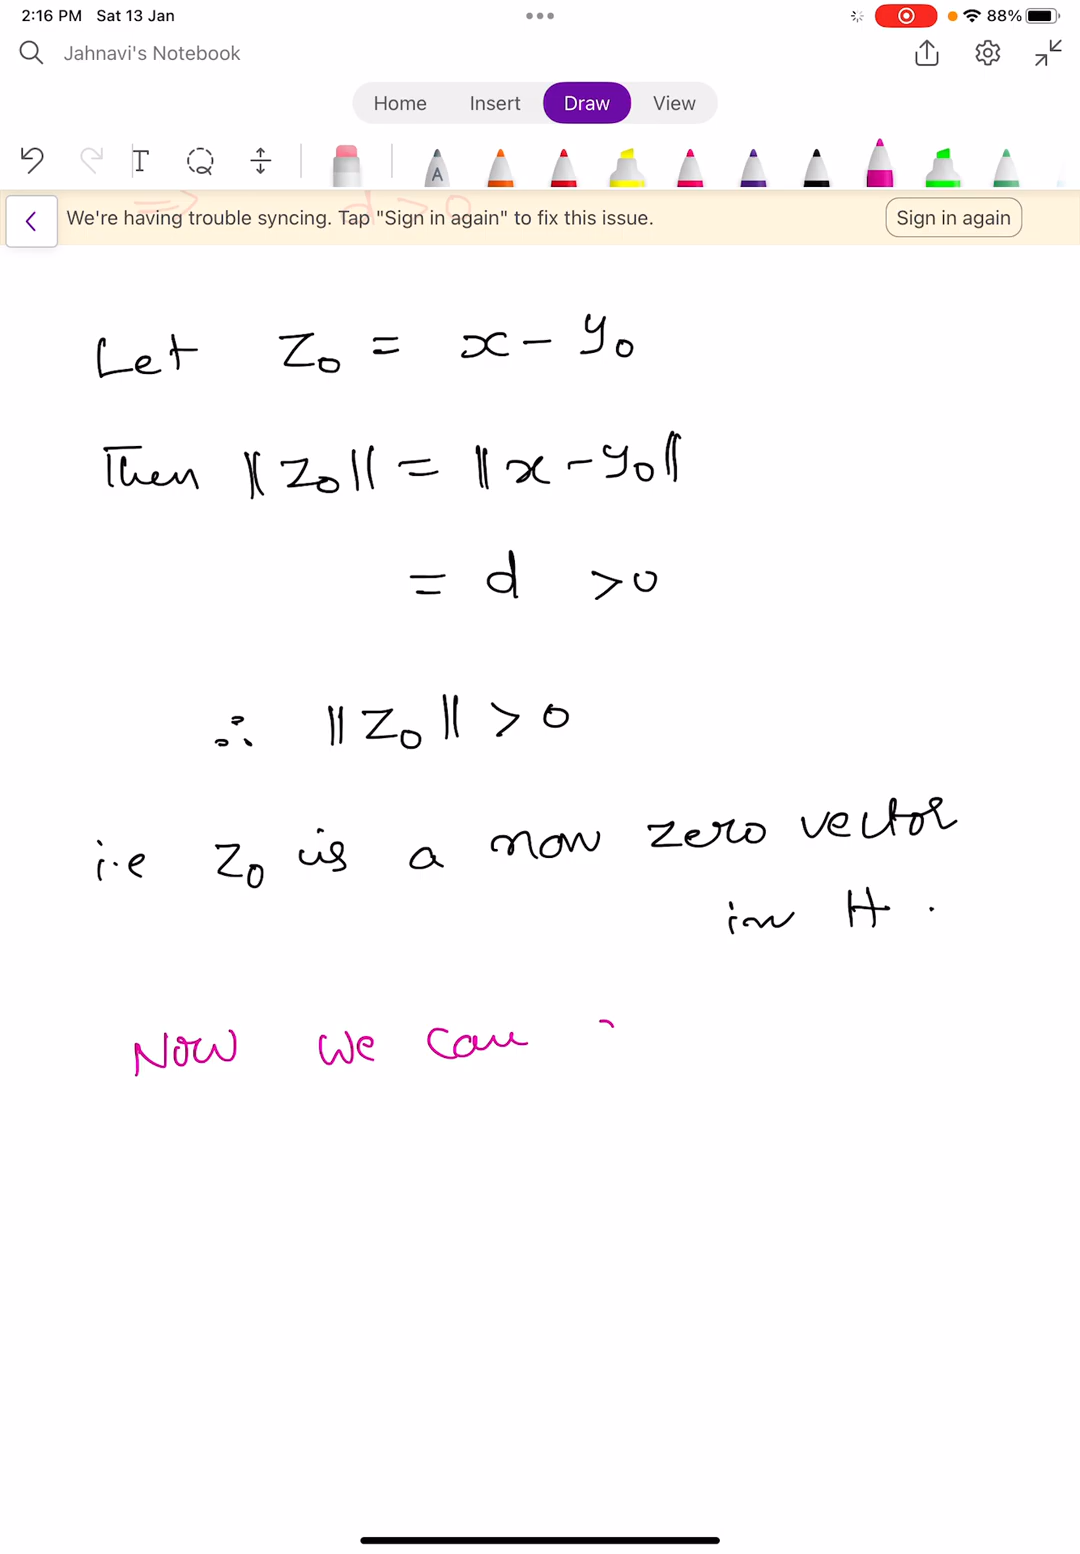 2:16 PM Sat 13 Jan 88%
Jahnavi's Notebook
Home Insert Draw View
T A
=> d > 0
We're having trouble syncing. Tap "Sign in again" to fix this issue. Sign in again
Let z₀ = x - y₀
Then ‖z₀‖ = ‖x - y₀‖
= d > 0
∴ ‖z₀‖ > 0
i.e z₀ is a non zero vector
in H.
Now we can